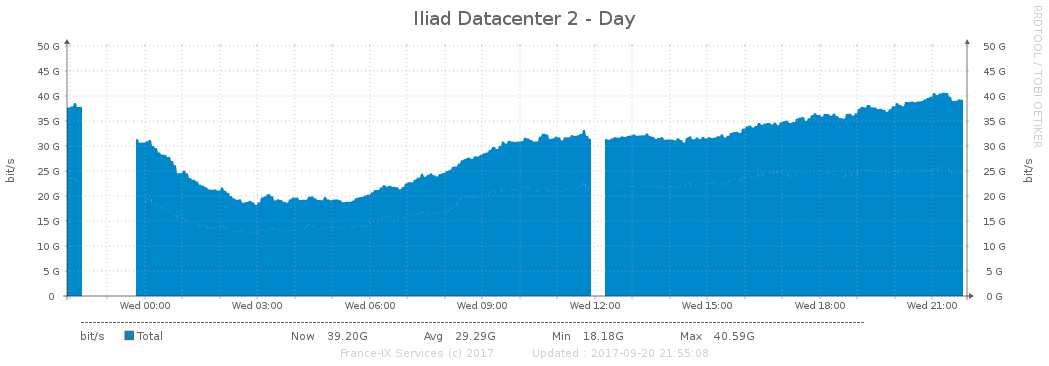 Iliad Datacenter 2 - Day
RRDTOOL / TOBI OETIKER
50 G 50 G
45 G 45 G
40 G 40 G
35 G 35 G
30 G 30 G
25 G 25 G
20 G 20 G
15 G 15 G
10 G 10 G
5 G 5 G
0 0 G
bit/s bit/s
Wed 00:00 Wed 03:00 Wed 06:00 Wed 09:00 Wed 12:00 Wed 15:00 Wed 18:00 Wed 21:00
bit/s Total Now 39.20G Avg 29.29G Min 18.18G Max 40.59G
France-IX Services (c) 2017 Updated : 2017-09-20 21:55:08